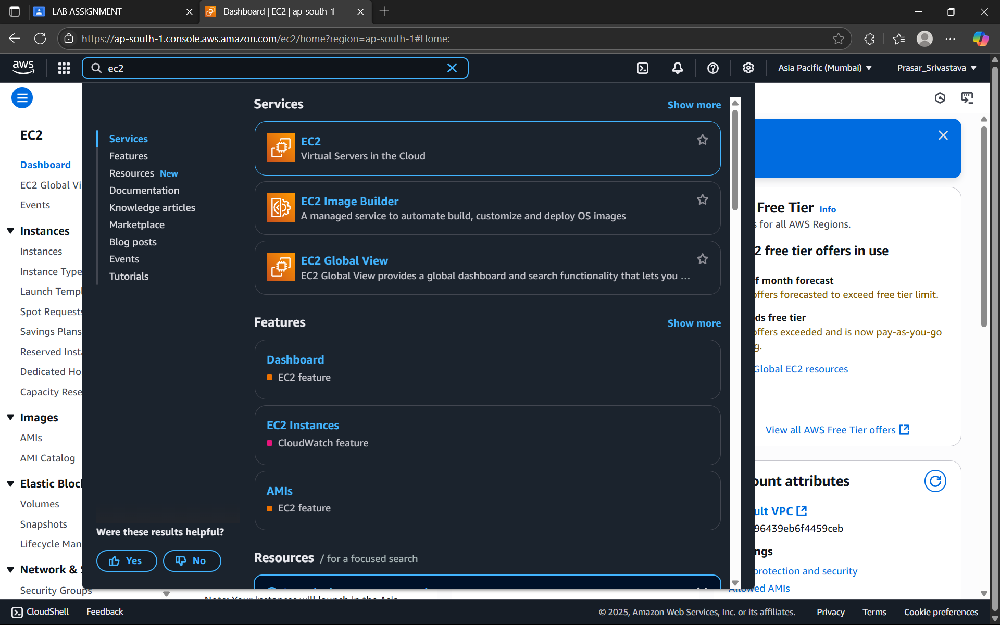 LAB ASSIGNMENT
Dashboard | EC2 | ap-south-1
https://ap-south-1.console.aws.amazon.com/ec2/home?region=ap-south-1#Home:
aws
ec2
Asia Pacific (Mumbai)
Prasar_Srivastava
EC2
Dashboard
EC2 Global Vi
Events
Instances
Instances
Instance Type
Launch Templ
Spot Requests
Savings Plans
Reserved Insta
Dedicated Ho
Capacity Rese
Images
AMIs
AMI Catalog
Elastic Bloc
Volumes
Snapshots
Lifecycle Man
Network & S
Security Groups
Services
Features
Resources New
Documentation
Knowledge articles
Marketplace
Blog posts
Events
Tutorials
Were these results helpful?
Yes
No
Services
Show more
EC2
Virtual Servers in the Cloud
EC2 Image Builder
A managed service to automate build, customize and deploy OS images
EC2 Global View
EC2 Global View provides a global dashboard and search functionality that lets you ...
Features
Show more
Dashboard
EC2 feature
EC2 Instances
CloudWatch feature
AMIs
EC2 feature
Resources / for a focused search
Free Tier Info
s for all AWS Regions.
2 free tier offers in use
f month forecast
offers forecasted to exceed free tier limit.
ds free tier
offers exceeded and is now pay-as-you-go
g.
Global EC2 resources
View all AWS Free Tier offers
ount attributes
ult VPC
96439eb6f4459ceb
ngs
protection and security
Allowed AMIs
Note: Your instances will launch in the Asia
CloudShell
Feedback
© 2025, Amazon Web Services, Inc. or its affiliates.
Privacy
Terms
Cookie preferences